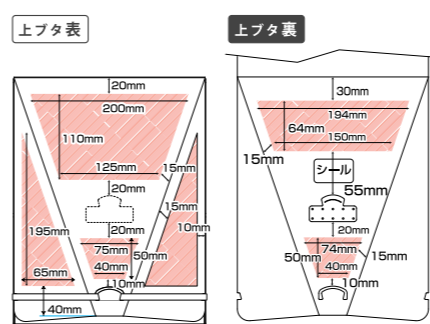 上ブタ表
20mm
200mm
110mm
125mm
15mm
20mm
15mm
10mm
195mm
20mm
75mm
50mm
40mm
65mm
10mm
40mm
上ブタ裏
30mm
194mm
64mm
150mm
15mm
シール
55mm
20mm
74mm
50mm
15mm
40mm
10mm